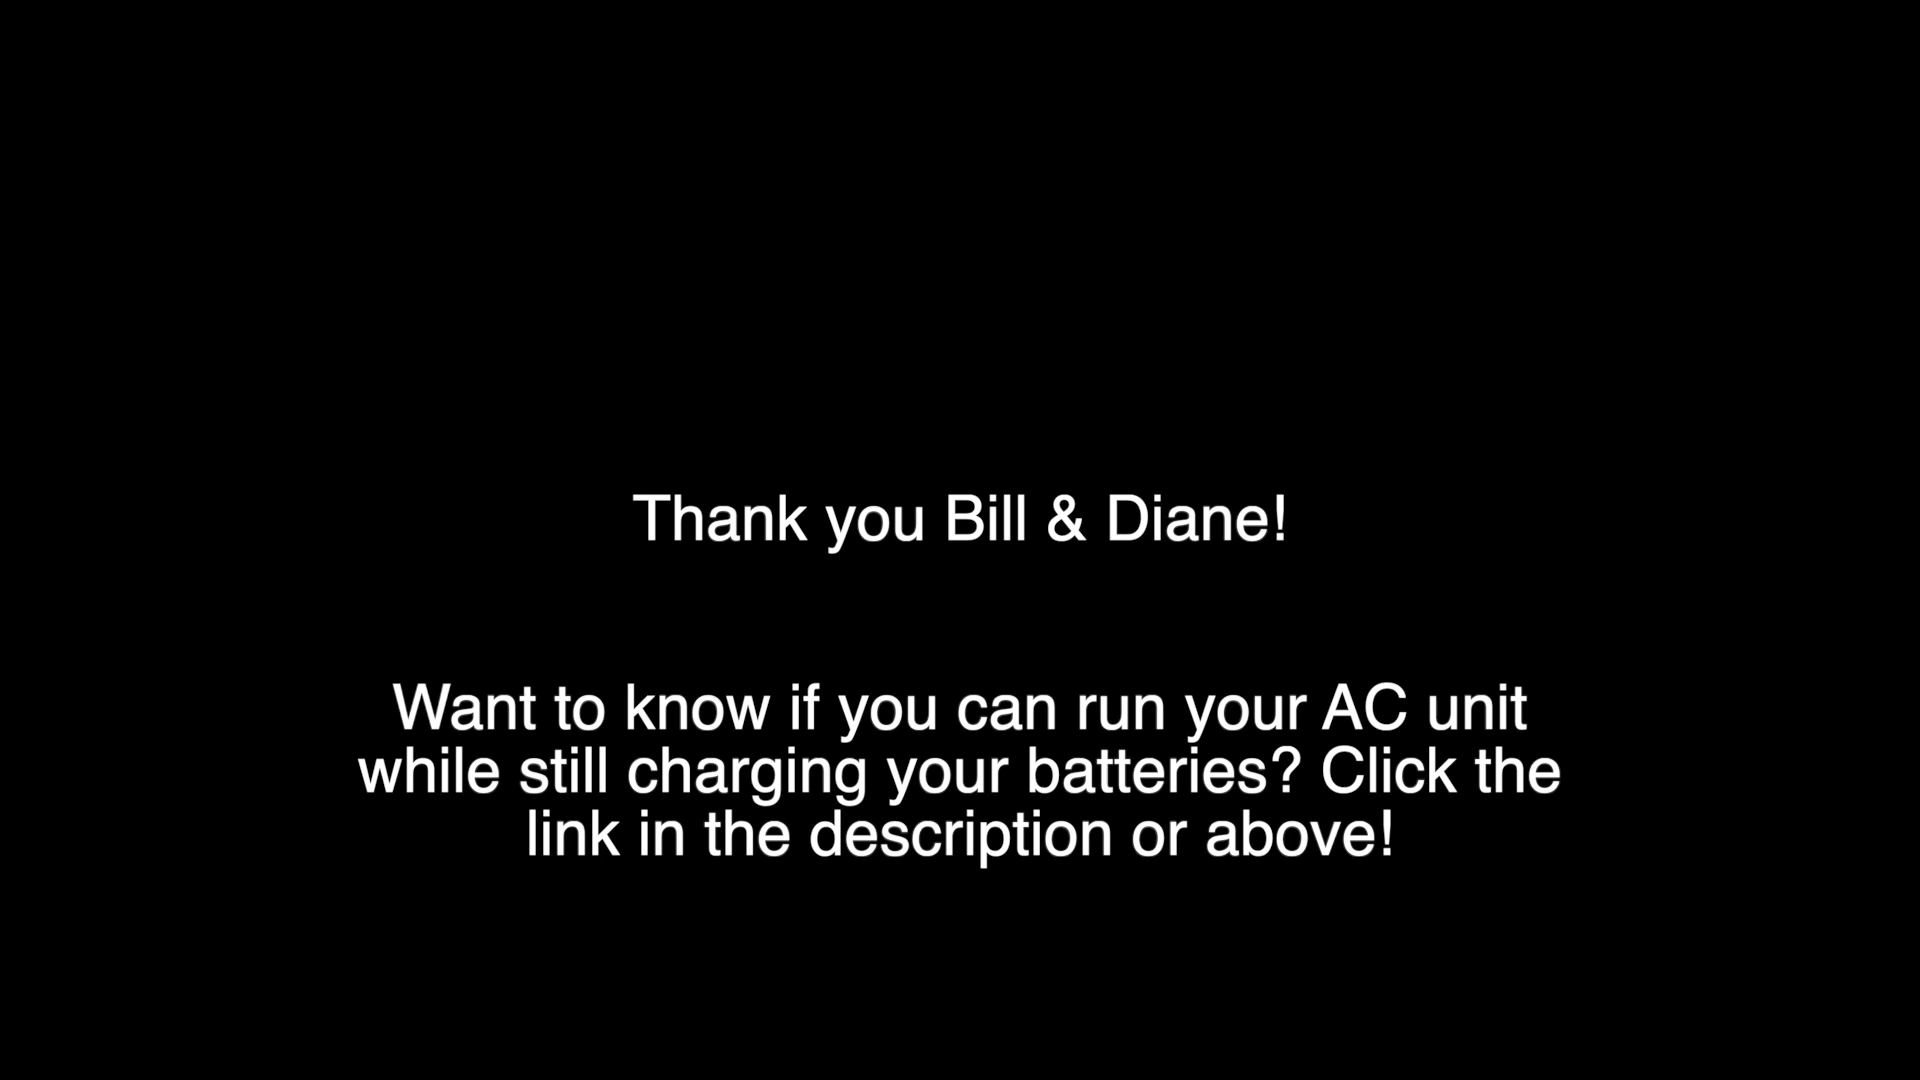 Thank you Bill & Diane!
Want to know if you can run your AC unit
while still charging your batteries? Click the
link in the description or above!